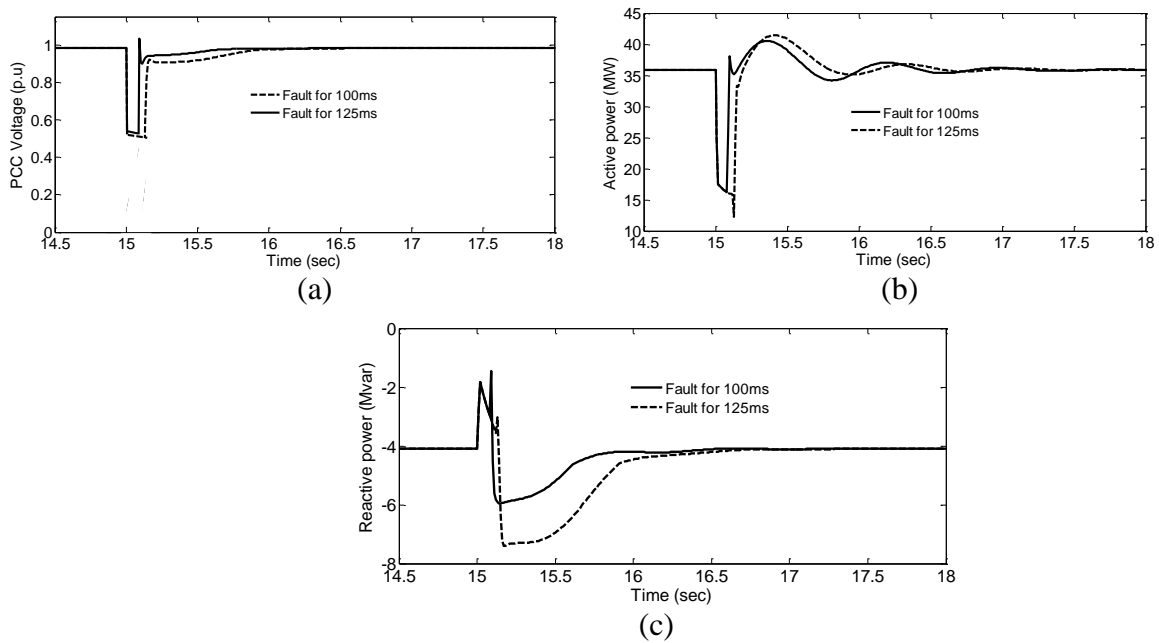 PCC Voltage (p.u)
1
0.8
0.6
0.4
0.2
0
Fault for 100ms
Fault for 125ms
14.5 15 15.5 16 16.5 17 17.5 18
Time (sec)
(a)
Active power (MW)
45
40
35
30
25
20
15
10
Fault for 100ms
Fault for 125ms
14.5 15 15.5 16 16.5 17 17.5 18
Time (sec)
(b)
Reactive power (Mvar)
0
-2
-4
-6
-8
Fault for 100ms
Fault for 125ms
14.5 15 15.5 16 16.5 17 17.5 18
Time (sec)
(c)